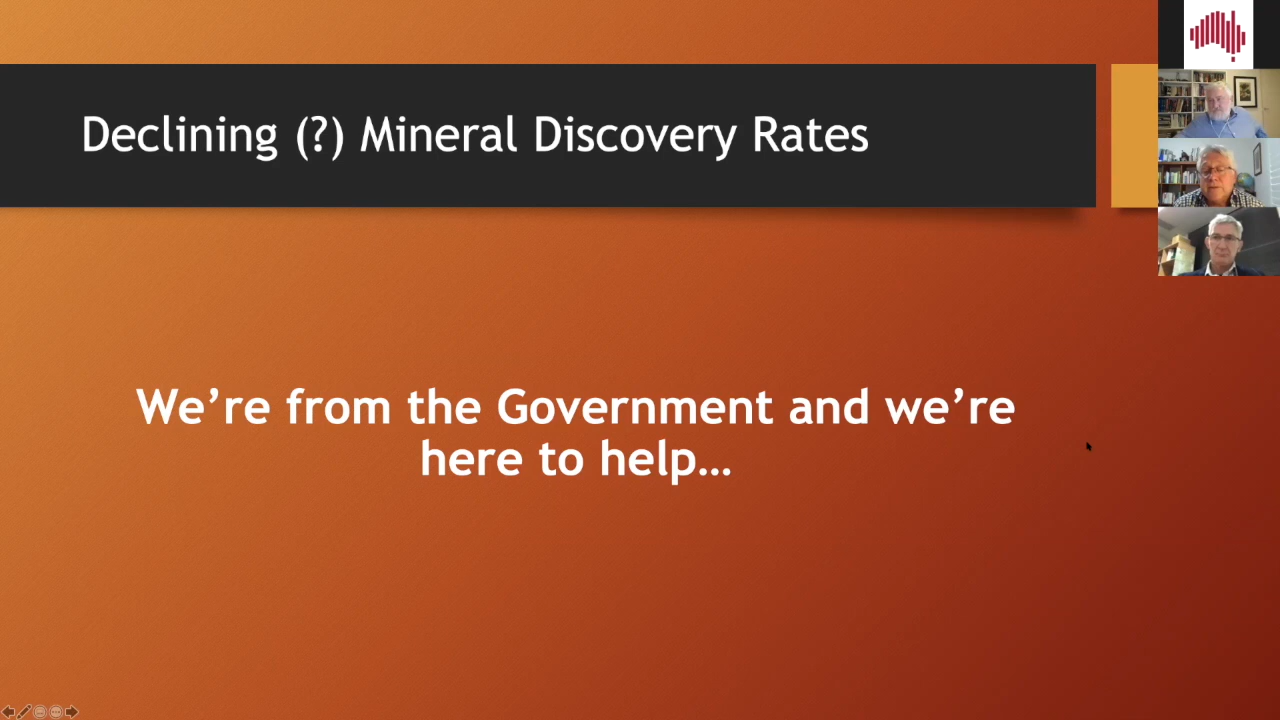 Declining (?) Mineral Discovery Rates
We’re from the Government and we’re
here to help…